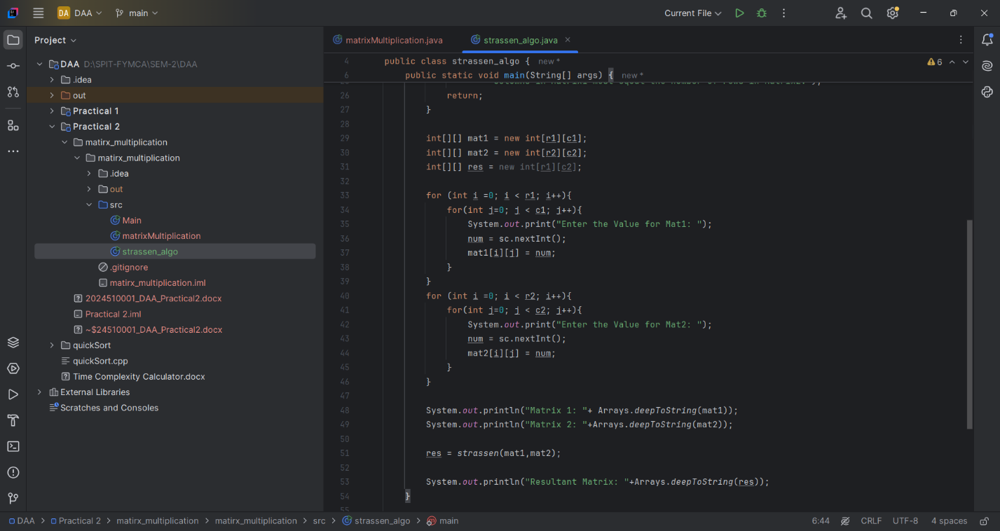 DA DAA main Current File
Project
DAA D:\SPIT-FYMCA\SEM-2\DAA
.idea
out
Practical 1
Practical 2
matirx_multiplication
matirx_multiplication
.idea
out
src
Main
matrixMultiplication
strassen_algo
.gitignore
matirx_multiplication.iml
2024510001_DAA_Practical2.docx
Practical 2.iml
~$24510001_DAA_Practical2.docx
quickSort
quickSort.cpp
Time Complexity Calculator.docx
External Libraries
Scratches and Consoles
matrixMultiplication.java strassen_algo.java
4 public class strassen_algo { new *
6 public static void main(String[] args) { new *
6
26 return;
27 }
28
29 int[][] mat1 = new int[r1][c1];
30 int[][] mat2 = new int[r2][c2];
31 int[][] res = new int[r1][c2];
32
33 for (int i =0; i < r1; i++){
34 for(int j=0; j < c1; j++){
35 System.out.print("Enter the Value for Mat1: ");
36 num = sc.nextInt();
37 mat1[i][j] = num;
38 }
39 }
40 for (int i =0; i < r2; i++){
41 for(int j=0; j < c2; j++){
42 System.out.print("Enter the Value for Mat2: ");
43 num = sc.nextInt();
44 mat2[i][j] = num;
45 }
46 }
47
48 System.out.println("Matrix 1: "+ Arrays.deepToString(mat1));
49 System.out.println("Matrix 2: "+Arrays.deepToString(mat2));
50
51 res = strassen(mat1,mat2);
52
53 System.out.println("Resultant Matrix: "+Arrays.deepToString(res));
54 }
55
DAA > Practical 2 > matirx_multiplication > matirx_multiplication > src > strassen_algo > main 6:44 CRLF UTF-8 4 spaces